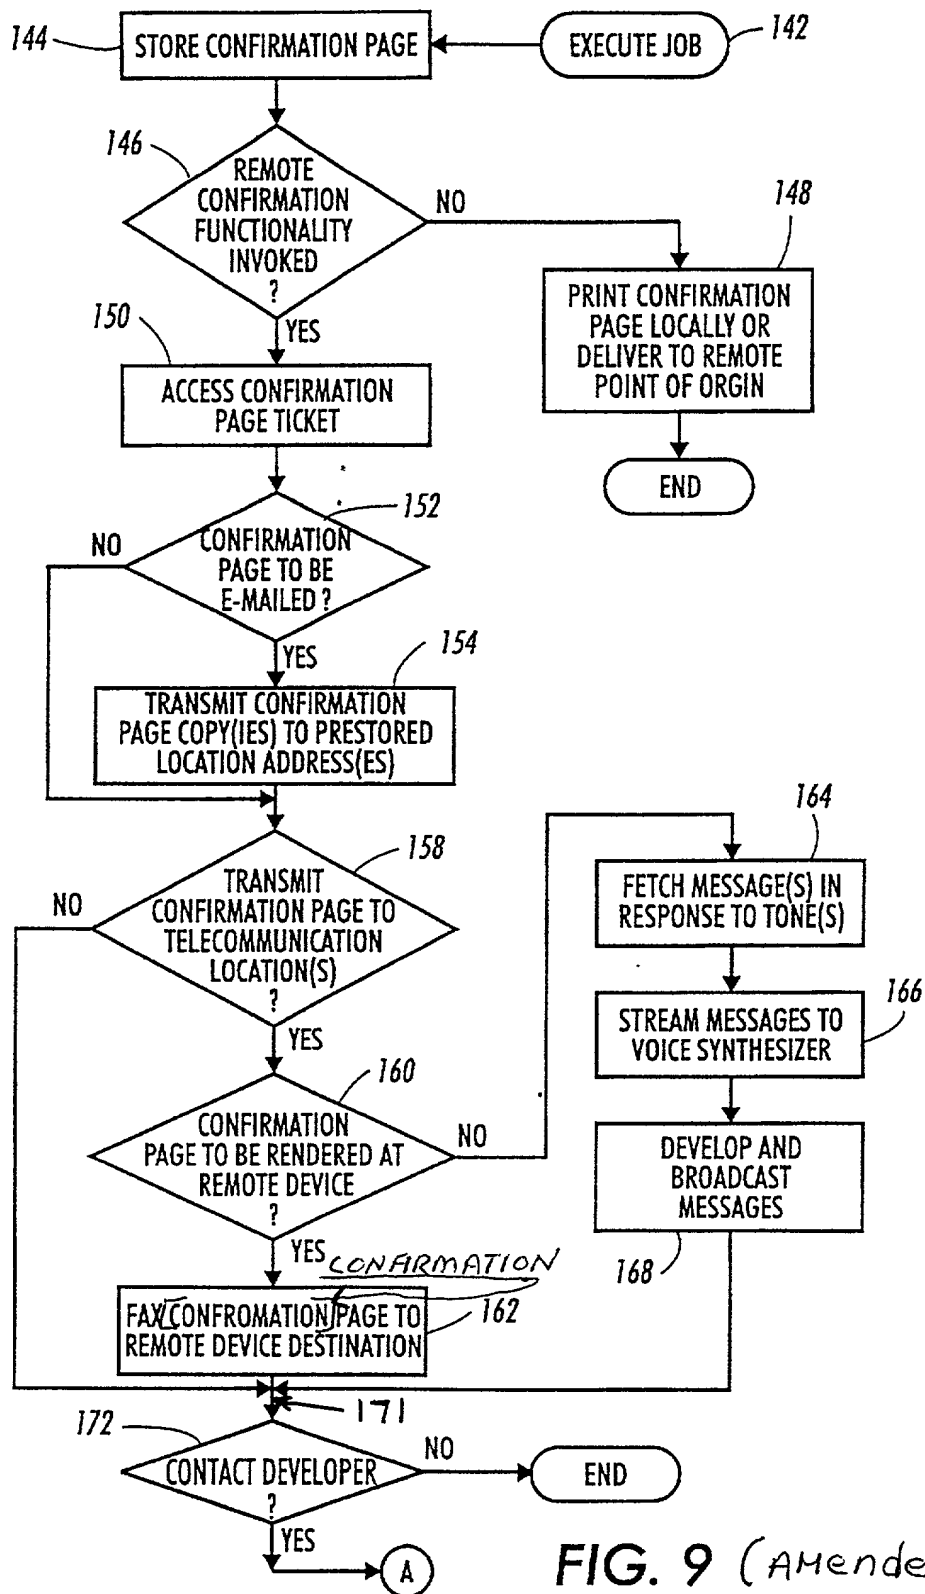 144
STORE CONFIRMATION PAGE
EXECUTE JOB
142
146
REMOTE
CONFIRMATION
FUNCTIONALITY
INVOKED
?
NO
148
PRINT CONFIRMATION
PAGE LOCALLY OR
DELIVER TO REMOTE
POINT OF ORGIN
END
YES
150
ACCESS CONFIRMATION
PAGE TICKET
152
CONFIRMATION
PAGE TO BE
E-MAILED ?
NO
YES
154
TRANSMIT CONFIRMATION
PAGE COPY(IES) TO PRESTORED
LOCATION ADDRESS(ES)
158
TRANSMIT
CONFIRMATION PAGE TO
TELECOMMUNICATION
LOCATION(S)
?
NO
YES
160
CONFIRMATION
PAGE TO BE RENDERED AT
REMOTE DEVICE
?
NO
164
FETCH MESSAGE(S) IN
RESPONSE TO TONE(S)
166
STREAM MESSAGES TO
VOICE SYNTHESIZER
DEVELOP AND
BROADCAST
MESSAGES
168
YES
CONFIRMATION
FAX [CONFROMATION] PAGE TO
REMOTE DEVICE DESTINATION
162
171
172
CONTACT DEVELOPER
?
NO
END
YES
A
FIG. 9 (AMende